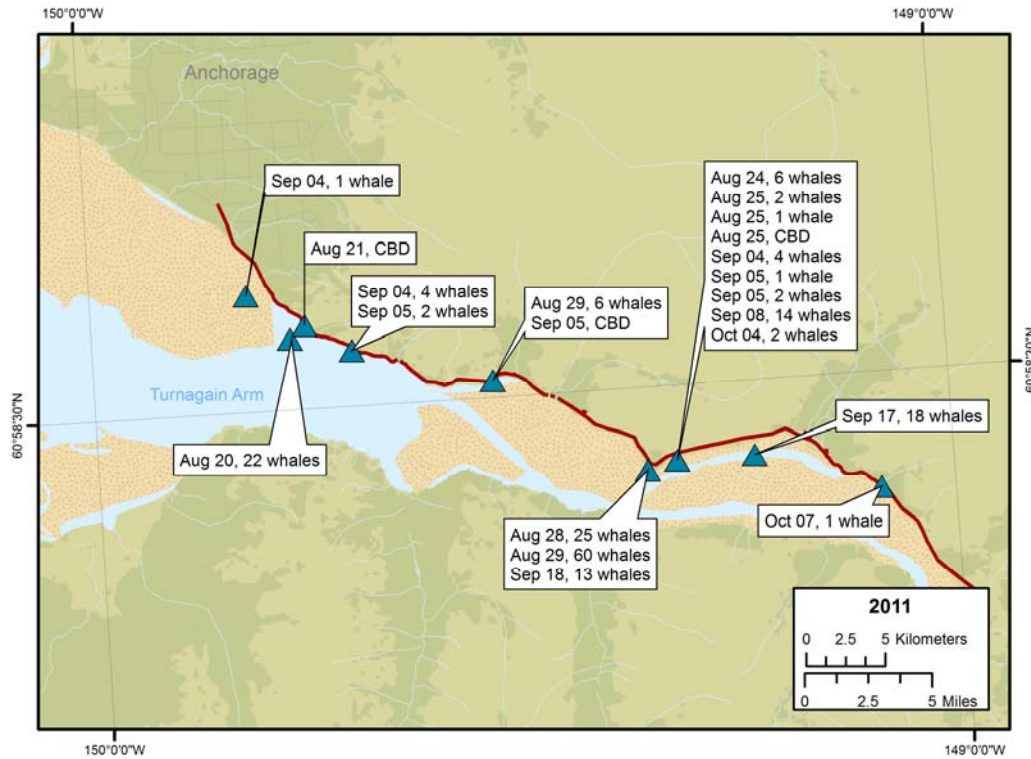 150°0'0"W
149°0'0"W
Anchorage
Sep 04, 1 whale
Aug 21, CBD
Sep 04, 4 whales
Sep 05, 2 whales
Aug 29, 6 whales
Sep 05, CBD
Aug 24, 6 whales
Aug 25, 2 whales
Aug 25, 1 whale
Aug 25, CBD
Sep 04, 4 whales
Sep 05, 1 whale
Sep 05, 2 whales
Sep 08, 14 whales
Oct 04, 2 whales
60°58'30"N
Turnagain Arm
60°58'30"N
Aug 20, 22 whales
Sep 17, 18 whales
Oct 07, 1 whale
Aug 28, 25 whales
Aug 29, 60 whales
Sep 18, 13 whales
2011
0 2.5 5 Kilometers
0 2.5 5 Miles
150°0'0"W
149°0'0"W